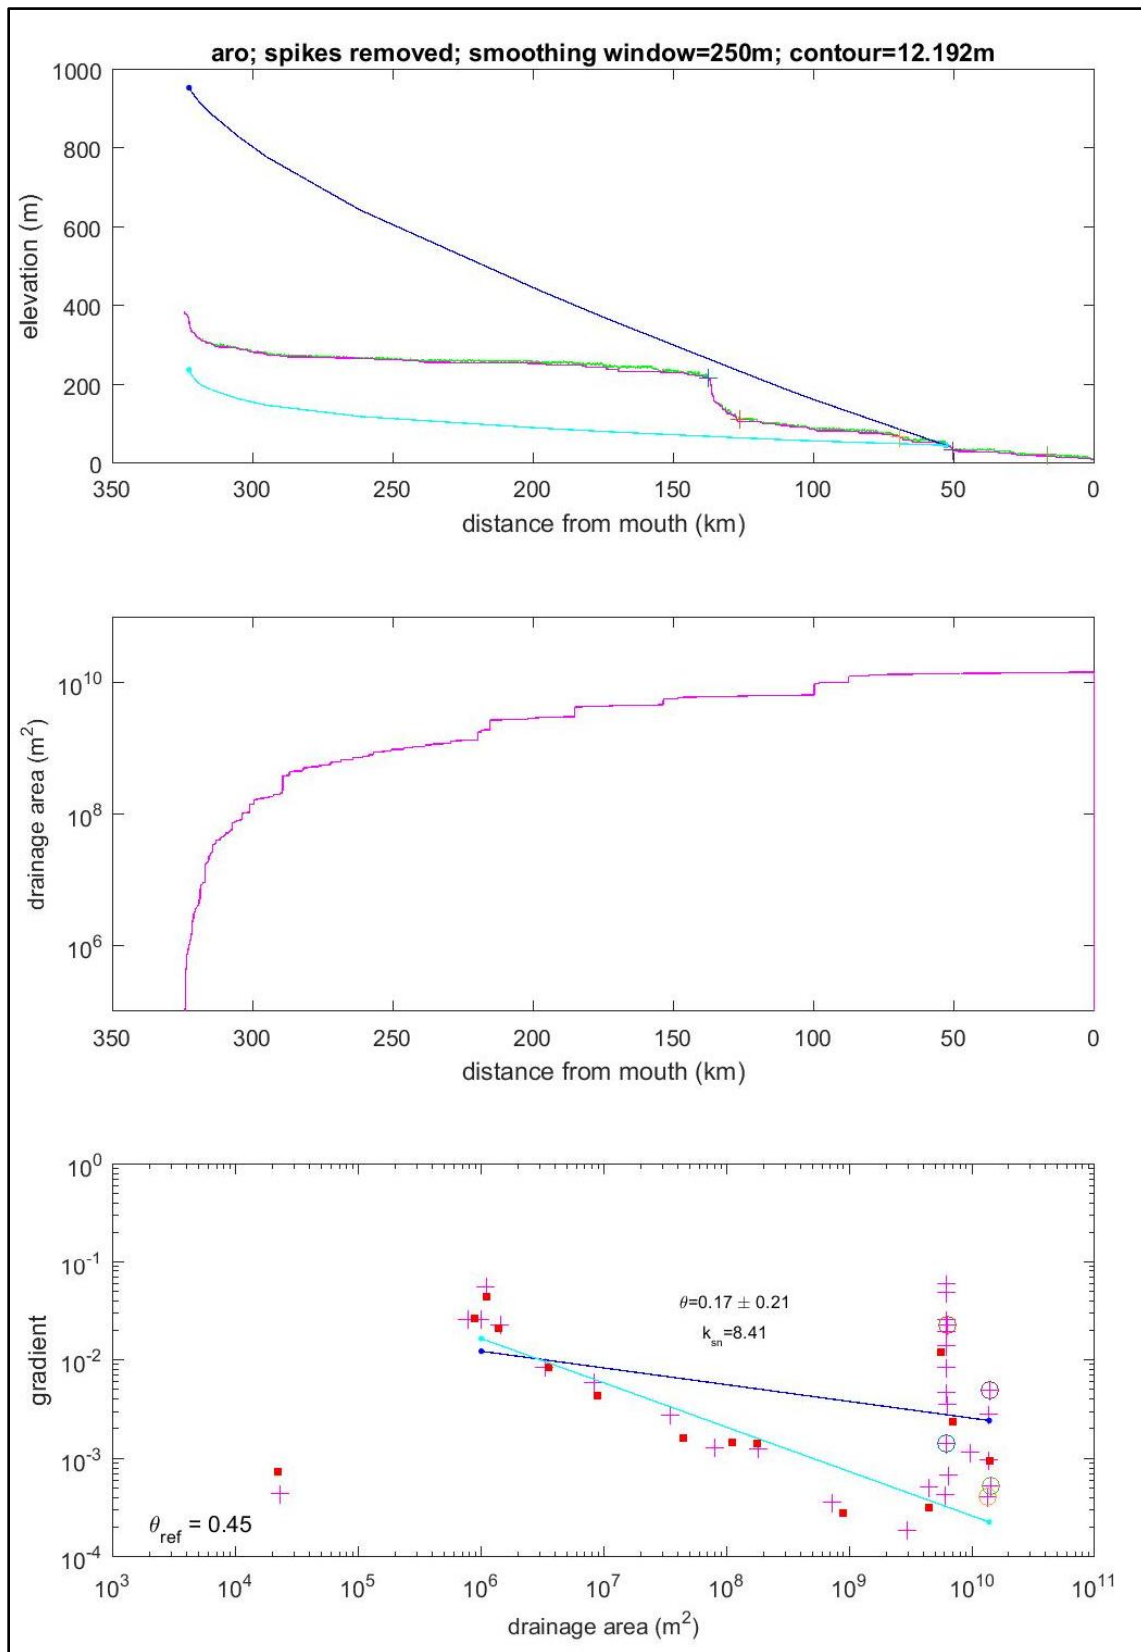 aro; spikes removed; smoothing window=250m; contour=12.192m
1000
800
600
400
200
0
elevation (m)
350 300 250 200 150 100 50 0
distance from mouth (km)
10^10
10^8
10^6
drainage area (m^2)
350 300 250 200 150 100 50 0
distance from mouth (km)
10^0
10^-1
10^-2
10^-3
10^-4
gradient
θ=0.17 ± 0.21
k_sn=8.41
θ_ref = 0.45
10^3 10^4 10^5 10^6 10^7 10^8 10^9 10^10 10^11
drainage area (m^2)